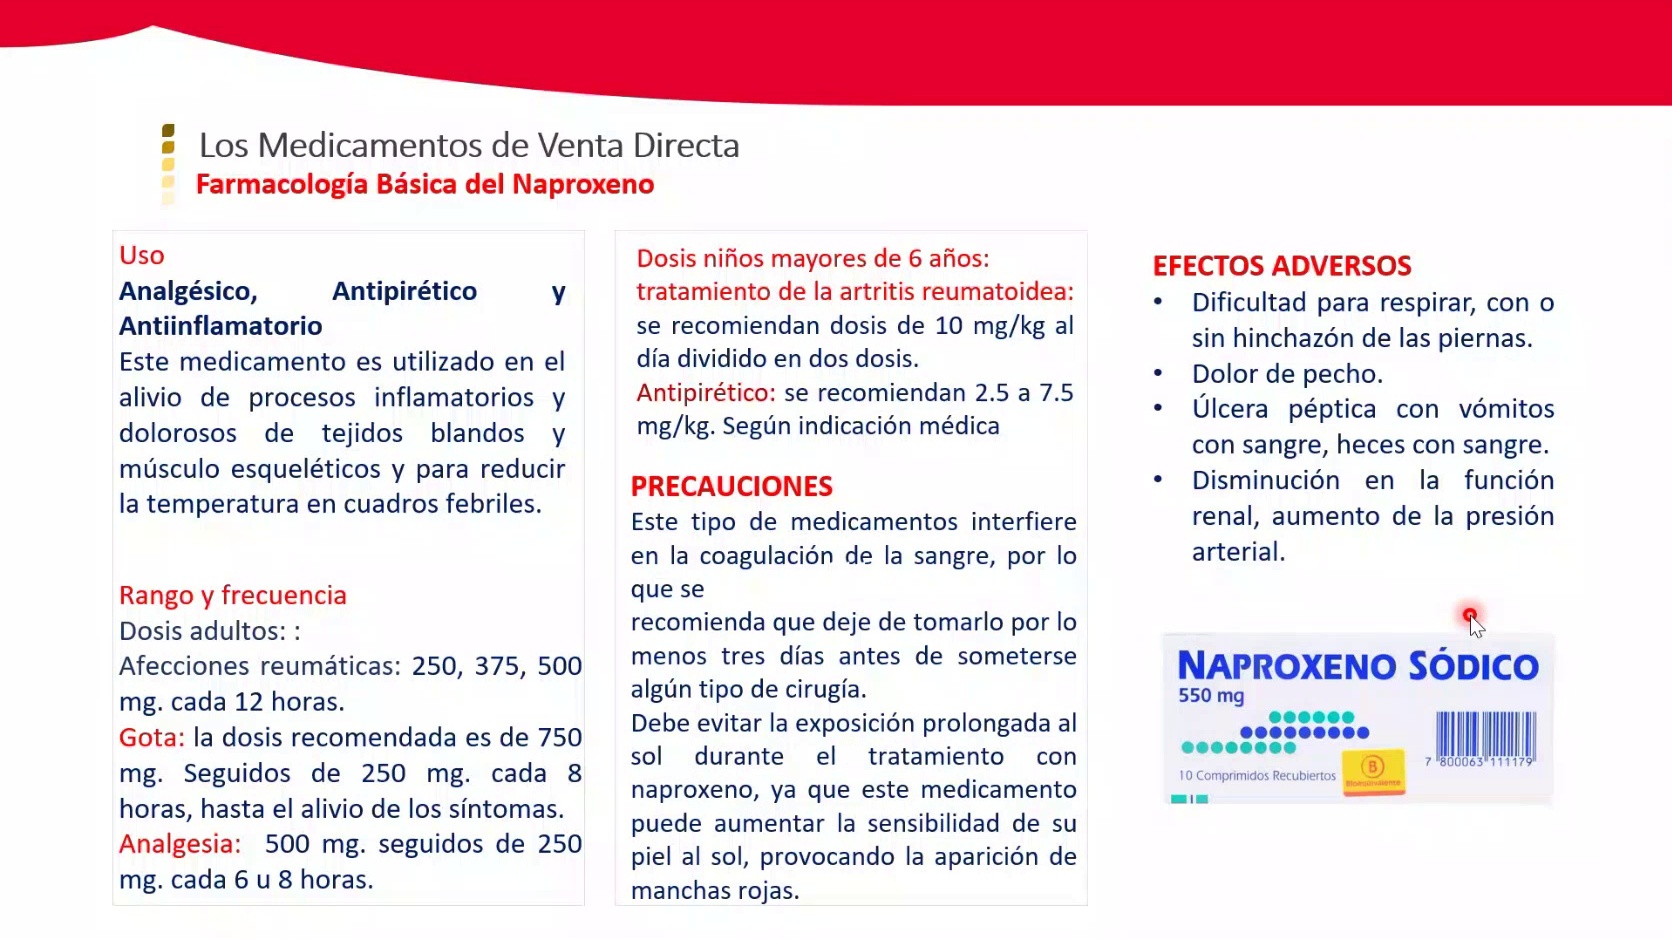 Los Medicamentos de Venta Directa
Farmacología Básica del Naproxeno
Uso
Analgésico, Antipirético y
Antiinflamatorio
Este medicamento es utilizado en el
alivio de procesos inflamatorios y
dolorosos de tejidos blandos y
músculo esqueléticos y para reducir
la temperatura en cuadros febriles.
Rango y frecuencia
Dosis adultos: :
Afecciones reumáticas: 250, 375, 500
mg. cada 12 horas.
Gota: la dosis recomendada es de 750
mg. Seguidos de 250 mg. cada 8
horas, hasta el alivio de los síntomas.
Analgesia: 500 mg. seguidos de 250
mg. cada 6 u 8 horas.
Dosis niños mayores de 6 años:
tratamiento de la artritis reumatoidea:
se recomiendan dosis de 10 mg/kg al
día dividido en dos dosis.
Antipirético: se recomiendan 2.5 a 7.5
mg/kg. Según indicación médica
PRECAUCIONES
Este tipo de medicamentos interfiere
en la coagulación de la sangre, por lo
que se
recomienda que deje de tomarlo por lo
menos tres días antes de someterse
algún tipo de cirugía.
Debe evitar la exposición prolongada al
sol durante el tratamiento con
naproxeno, ya que este medicamento
puede aumentar la sensibilidad de su
piel al sol, provocando la aparición de
manchas rojas.
EFECTOS ADVERSOS
• Dificultad para respirar, con o
sin hinchazón de las piernas.
• Dolor de pecho.
• Úlcera péptica con vómitos
con sangre, heces con sangre.
• Disminución en la función
renal, aumento de la presión
arterial.
NAPROXENO SÓDICO
550 mg
10 Comprimidos Recubiertos
B
Bioequivalente
7 800063 111179